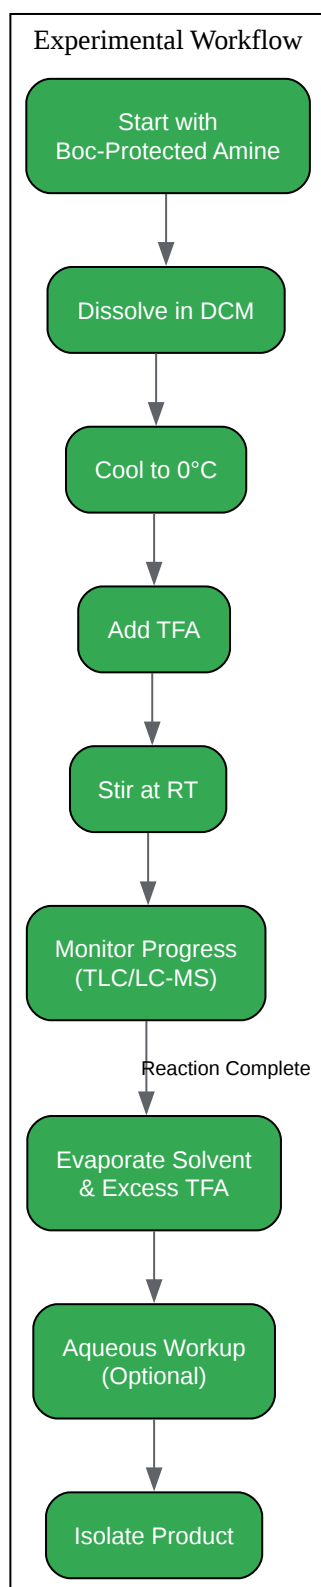 Experimental Workflow
Start with
Boc-Protected Amine
Dissolve in DCM
Cool to 0°C
Add TFA
Stir at RT
Monitor Progress
(TLC/LC-MS)
Reaction Complete
Evaporate Solvent
& Excess TFA
Aqueous Workup
(Optional)
Isolate Product